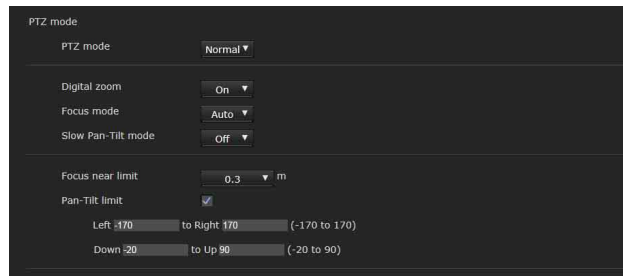 PTZ mode
PTZ mode Normal
Digital zoom On
Focus mode Auto
Slow Pan-Tilt mode Off
Focus near limit 0.3 m
Pan-Tilt limit
Left -170 to Right 170 (-170 to 170)
Down -20 to Up 90 (-20 to 90)